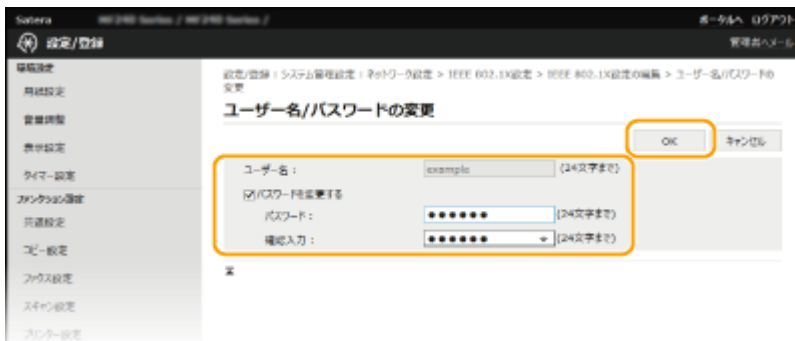 Satera MF240 Series / MF240 Series /
ポータルへ ログアウト
設定/登録
管理者へメール
環境設定
用紙設定
音量調整
表示設定
タイマー設定
ファンクション設定
共通設定
コピー設定
ファクス設定
スキャン設定
プリンター設定
設定/登録：システム管理設定：ネットワーク設定 > IEEE 802.1X設定 > IEEE 802.1X設定の編集 > ユーザー名/パスワードの
変更
ユーザー名/パスワードの変更
OK キャンセル
ユーザー名： example (24文字まで)
パスワードを変更する
パスワード： ●●●●●● (24文字まで)
確認入力： ●●●●●● (24文字まで)